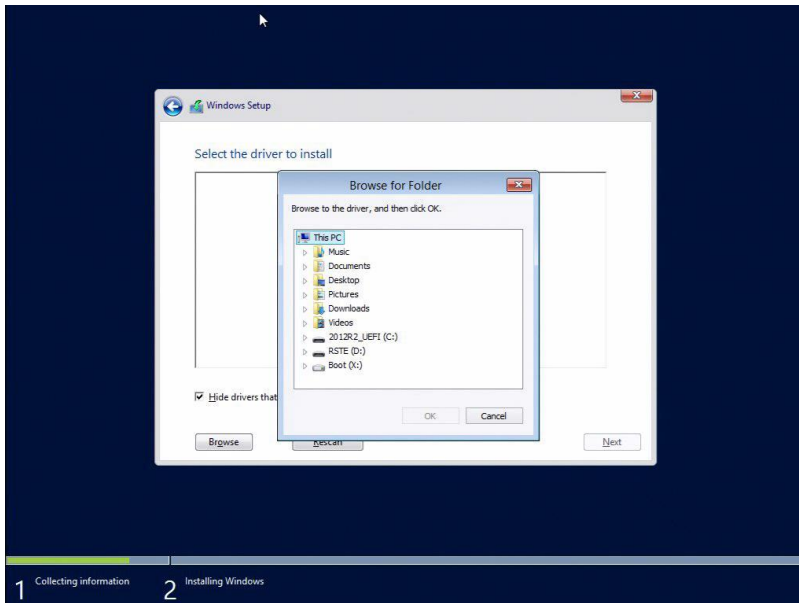 Windows Setup
Select the driver to install
Browse for Folder
Browse to the driver, and then click OK.
This PC
Music
Documents
Desktop
Pictures
Downloads
Videos
2012R2_UEFI (C:)
RSTE (D:)
Boot (X:)
Hide drivers that
OK
Cancel
Browse
Rescan
Next
1 Collecting information
2 Installing Windows